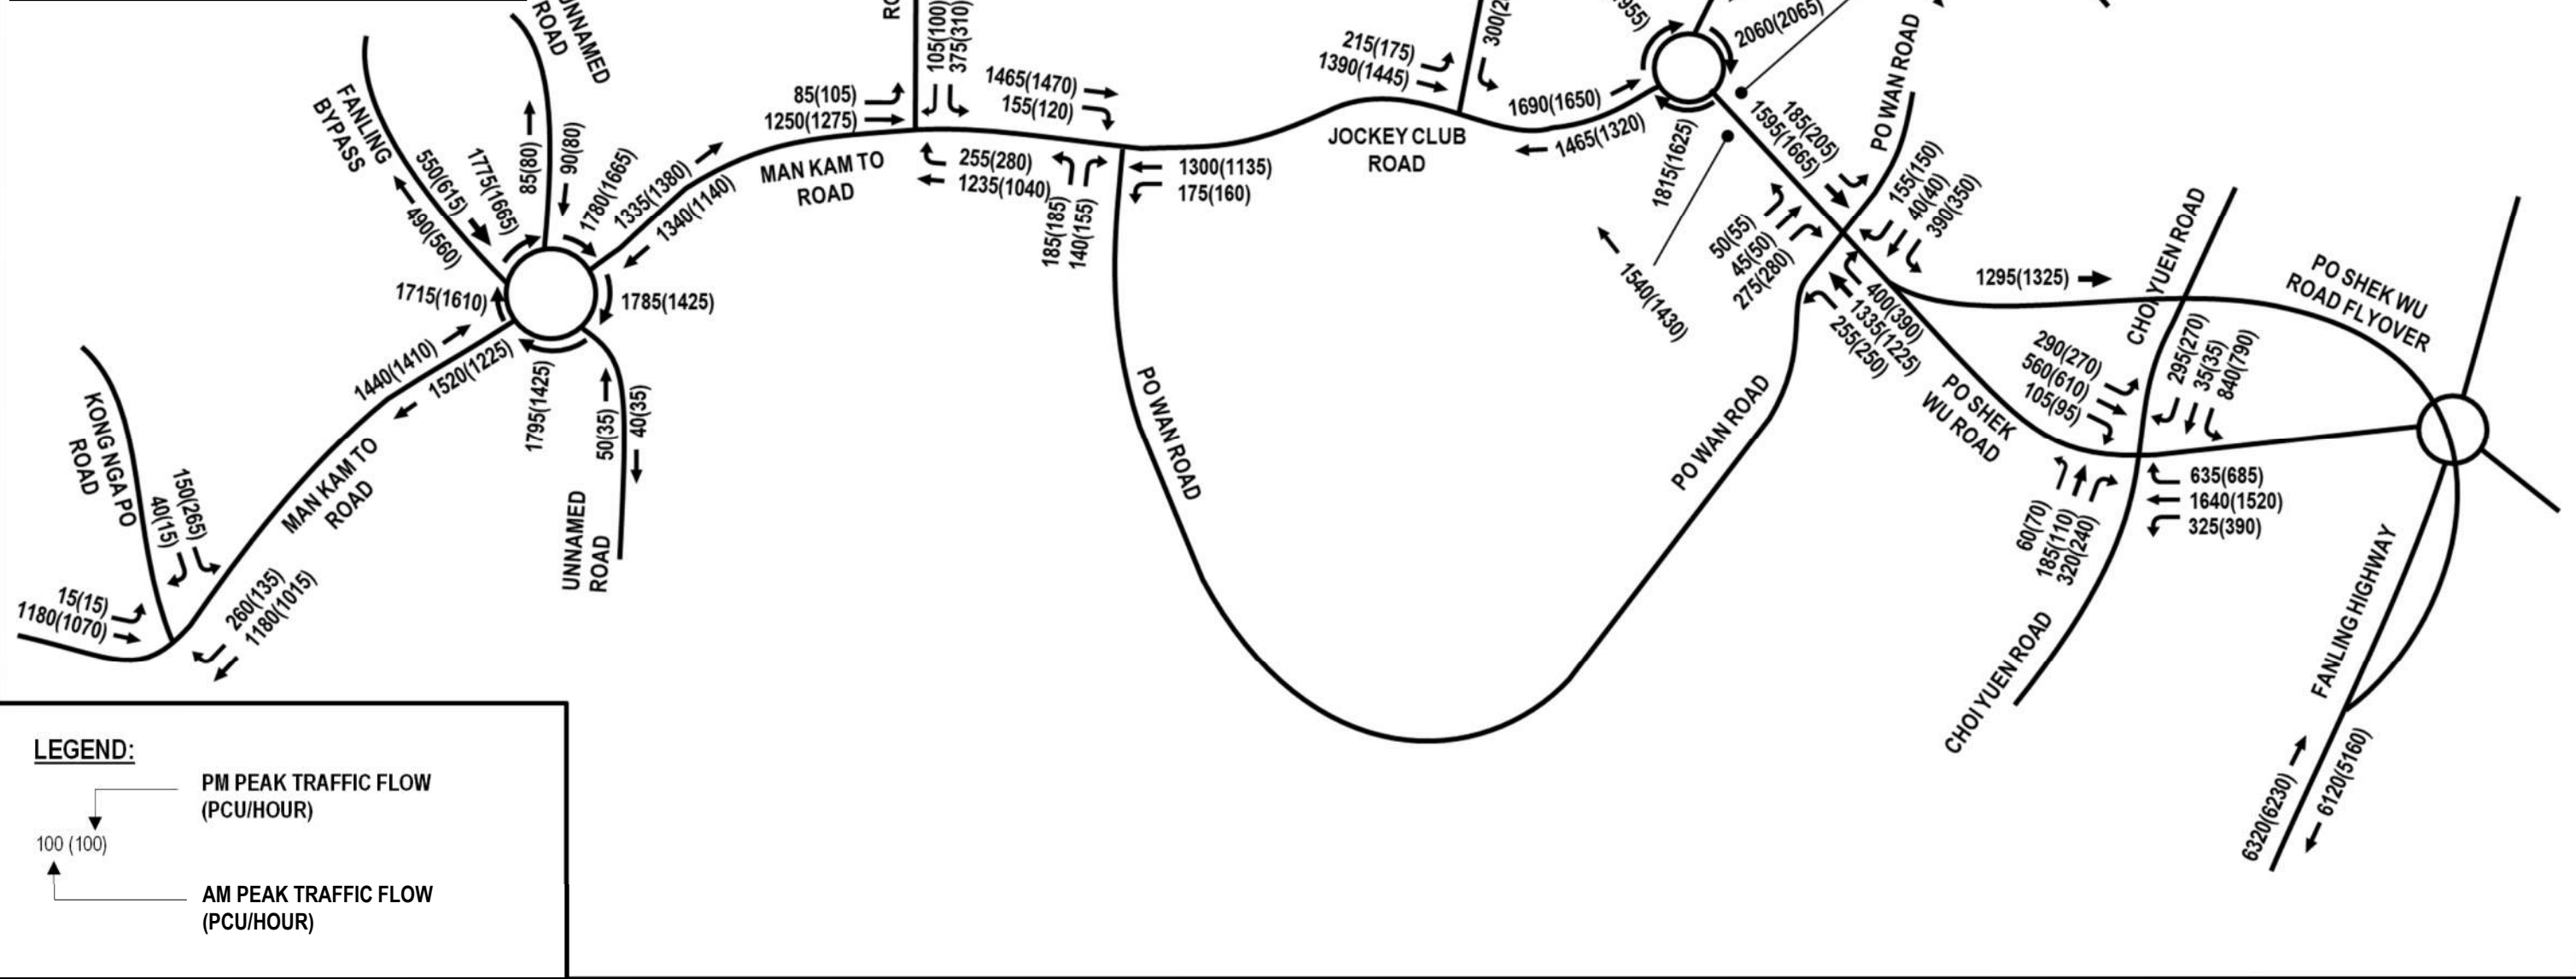 UNNAMED
ROAD
FANLING
BYPASS
550(615)
490(560)
1775(1665)
85(80)
90(80)
1780(1665)
1335(1380)
1340(1140)
1715(1610)
1785(1425)
1440(1410)
1520(1225)
1795(1425)
50(35)
40(35)
UNNAMED
ROAD
KONG NGA PO
ROAD
150(265)
40(15)
MAN KAM TO
ROAD
15(15)
1180(1070)
260(135)
1180(1015)
85(105)
1250(1275)
MAN KAM TO
ROAD
105(100)
375(310)
1465(1470)
155(120)
255(280)
1235(1040)
185(185)
140(155)
1300(1135)
175(160)
PO WAN ROAD
215(175)
1390(1445)
JOCKEY CLUB
ROAD
1690(1650)
1465(1320)
2060(2065)
1815(1625)
1540(1430)
185(205)
1595(1665)
PO WAN ROAD
155(150)
40(40)
390(350)
50(55)
45(50)
275(280)
400(390)
1335(1225)
255(250)
PO WAN ROAD
1295(1325)
CHOI YUEN ROAD
PO SHEK WU
ROAD FLYOVER
PO SHEK
WU ROAD
290(270)
560(610)
105(95)
295(270)
35(35)
840(790)
635(685)
1640(1520)
325(390)
60(70)
185(110)
320(240)
CHOI YUEN ROAD
FANLING HIGHWAY
6320(6230)
6120(5160)
LEGEND:
PM PEAK TRAFFIC FLOW
(PCU/HOUR)
100 (100)
AM PEAK TRAFFIC FLOW
(PCU/HOUR)